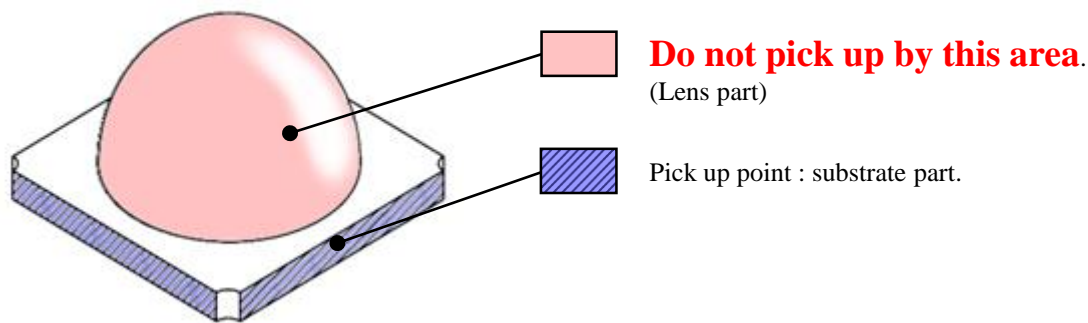 Do not pick up by this area.
(Lens part)
Pick up point : substrate part.